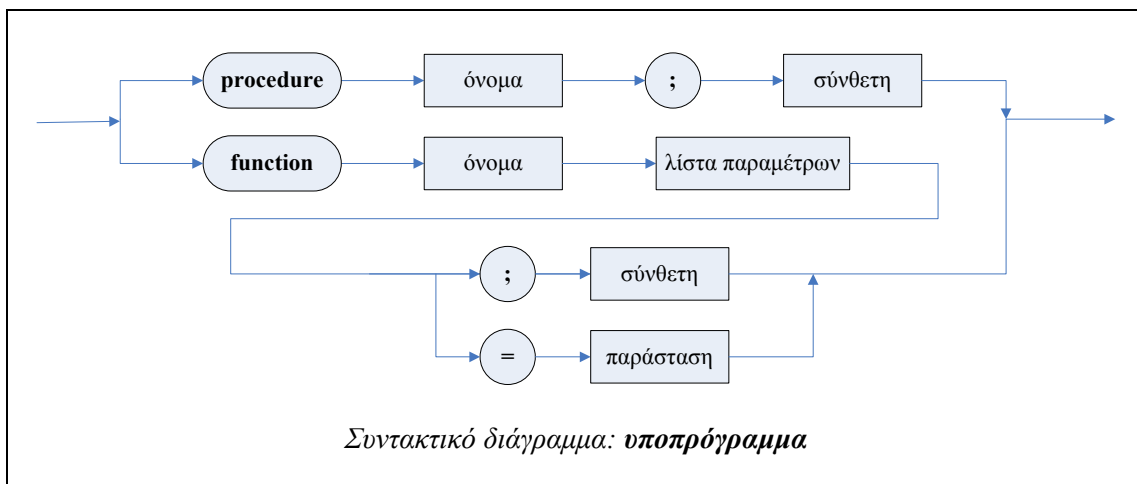 procedure όνομα ; σύνθετη
function όνομα λίστα παραμέτρων
; σύνθετη
= παράσταση
Συντακτικό διάγραμμα: υποπρόγραμμα